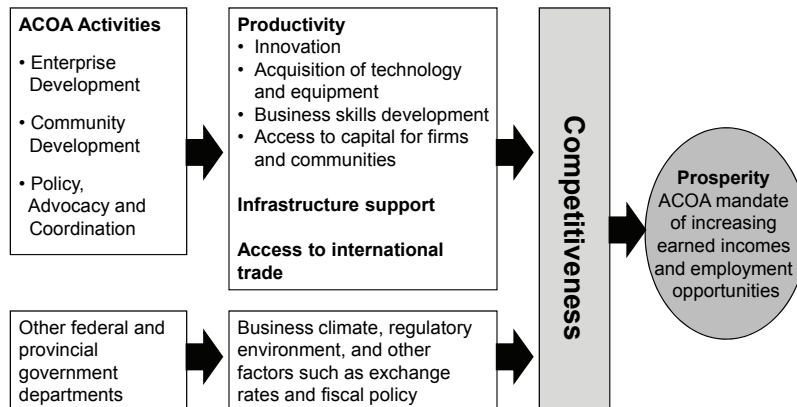 ACOA Activities
• Enterprise
Development
• Community
Development
• Policy,
Advocacy and
Coordination
Productivity
• Innovation
• Acquisition of technology
and equipment
• Business skills development
• Access to capital for firms
and communities
Infrastructure support
Access to international
trade
Other federal and
provincial
government
departments
Business climate, regulatory
environment, and other
factors such as exchange
rates and fiscal policy
Competitiveness
Prosperity
ACOA mandate
of increasing
earned incomes
and employment
opportunities